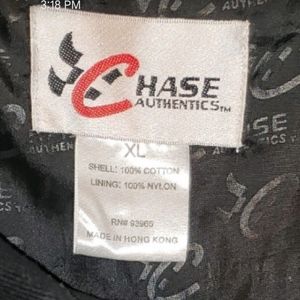 3:18 PM
CHASE
AUTHENTICS™
XL
SHELL: 100% COTTON
LINING: 100% NYLON
RN# 93965
MADE IN HONG KONG